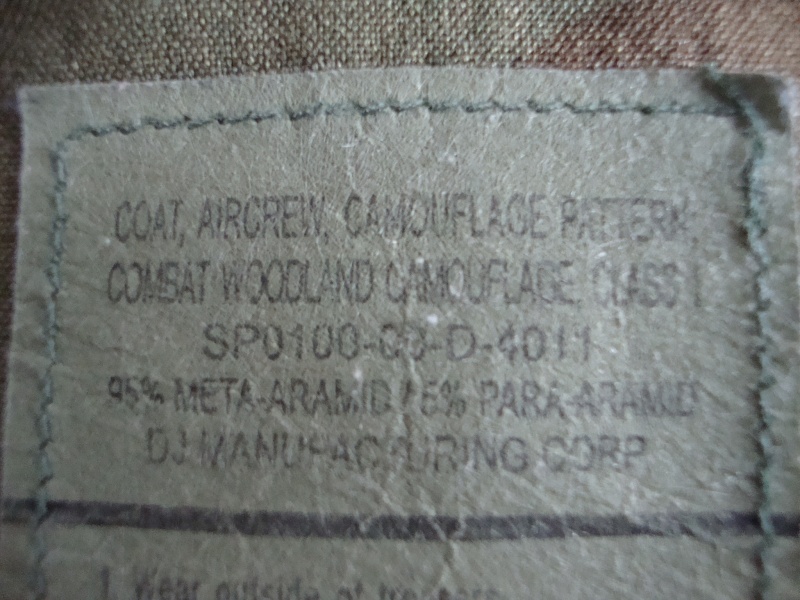 COAT, AIRCREW, CAMOUFLAGE PATTERN,
COMBAT WOODLAND CAMOUFLAGE, CLASS 1
SP0100-00-D-4011
95% META-ARAMID / 5% PARA-ARAMID
DJ MANUFACTURING CORP
1. Wear outside of trousers